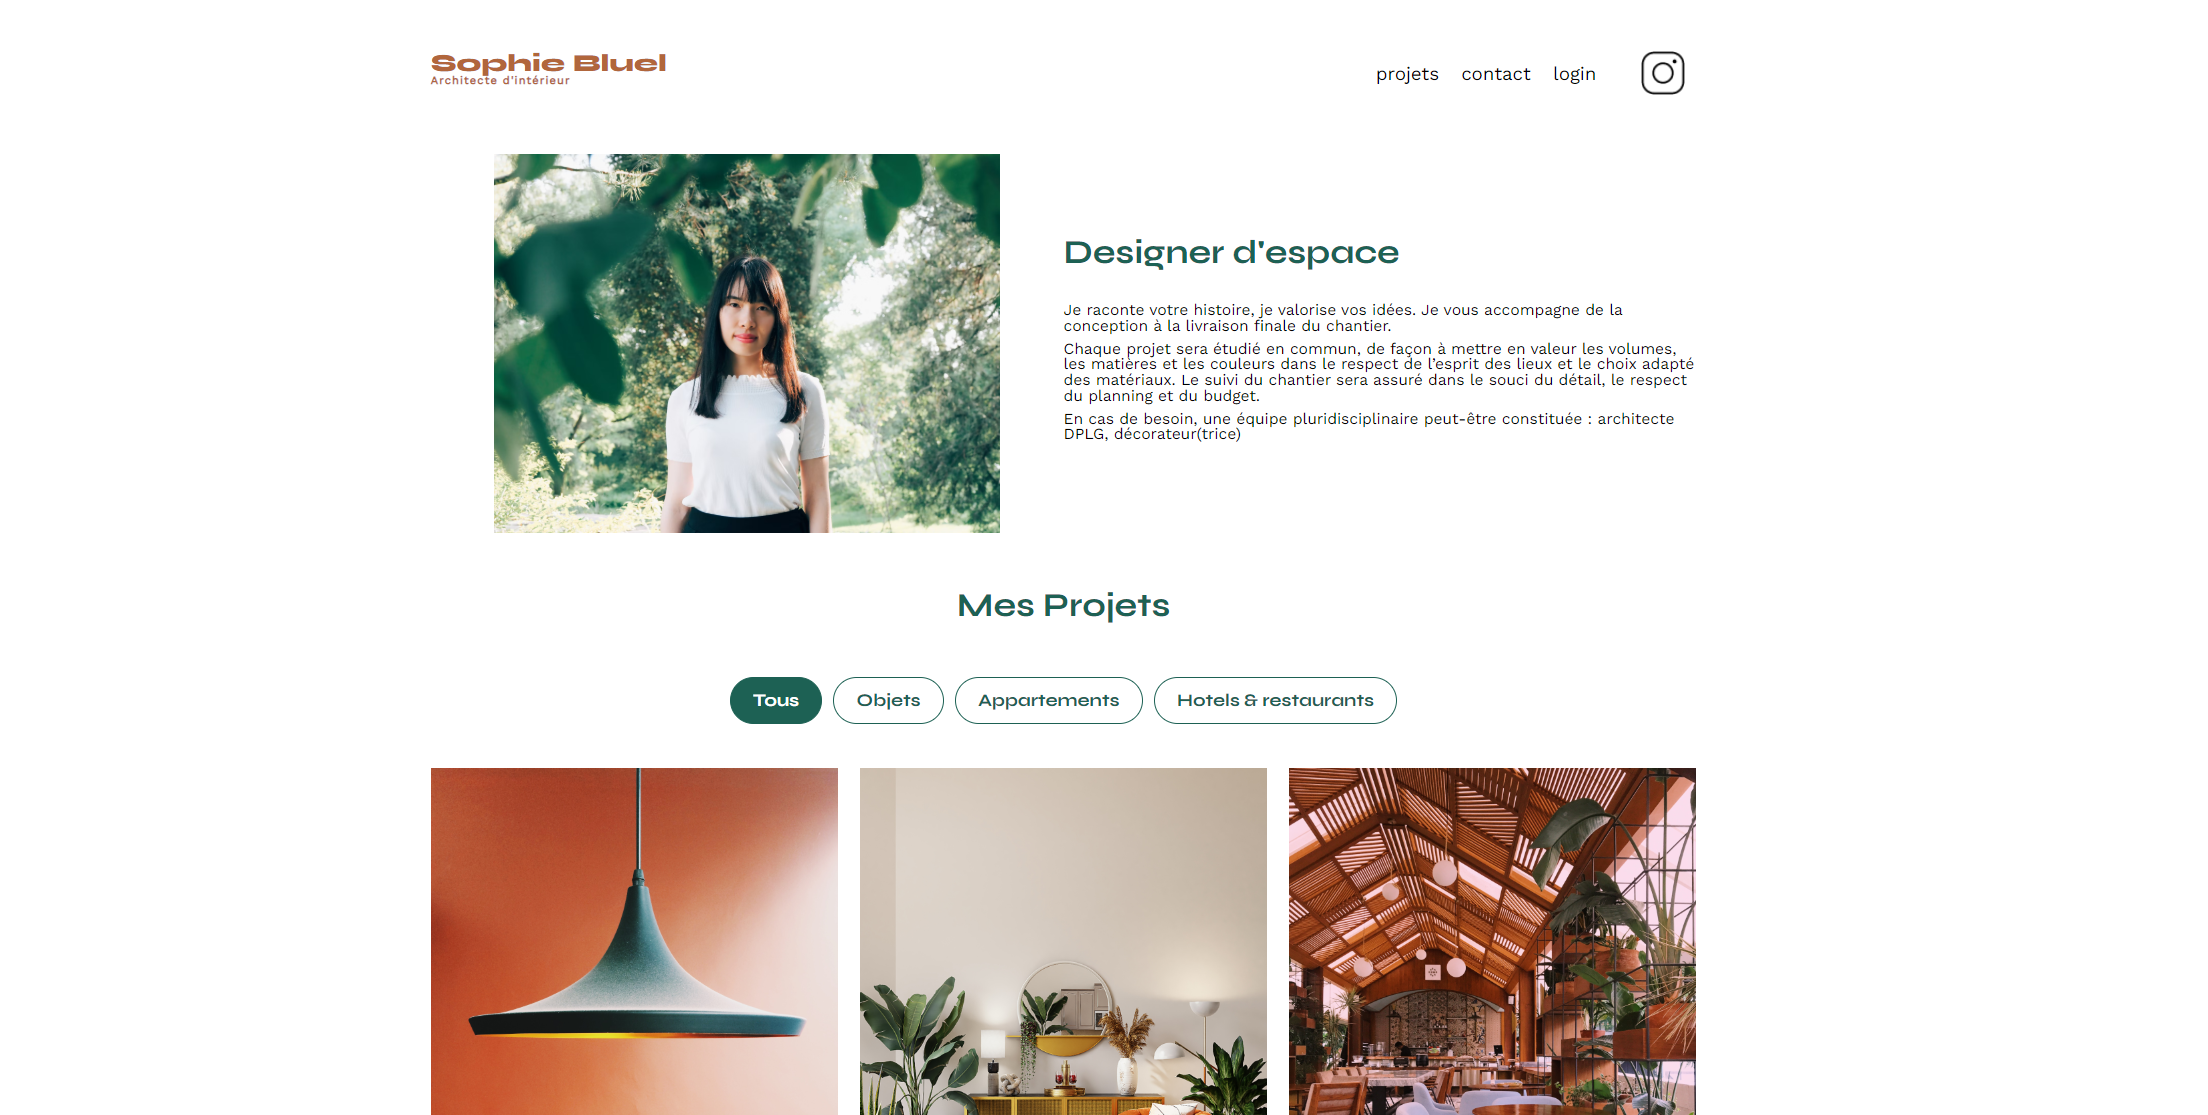 Sophie Bluel
Architecte d'intérieur
projets contact login
Designer d'espace
Je raconte votre histoire, je valorise vos idées. Je vous accompagne de la
conception à la livraison finale du chantier.
Chaque projet sera étudié en commun, de façon à mettre en valeur les volumes,
les matières et les couleurs dans le respect de l’esprit des lieux et le choix adapté
des matériaux. Le suivi du chantier sera assuré dans le souci du détail, le respect
du planning et du budget.
En cas de besoin, une équipe pluridisciplinaire peut-être constituée : architecte
DPLG, décorateur(trice)
Mes Projets
Tous Objets Appartements Hotels & restaurants